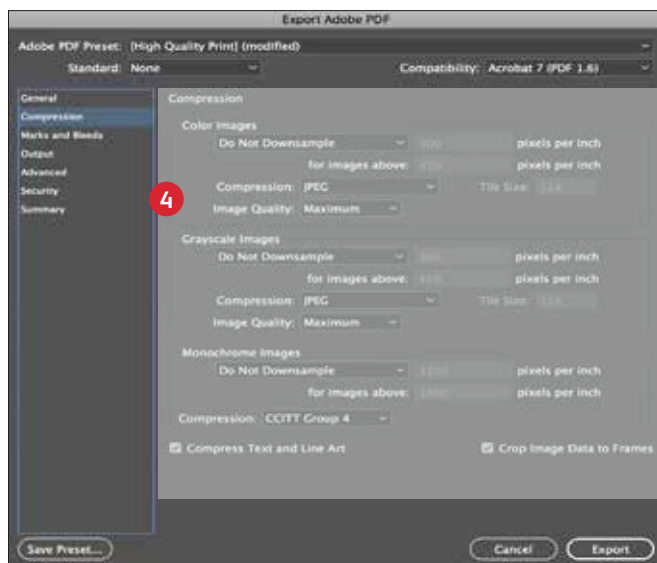 Export Adobe PDF
Adobe PDF Preset: [High Quality Print] (modified)
Standard: None Compatibility: Acrobat 7 (PDF 1.6)
General
Compression
Marks and Bleeds
Output
Advanced
Security
Summary
4
Compression
Color Images
Do Not Downsample pixels per inch
for images above: pixels per inch
Compression: JPEG Tile Size:
Image Quality: Maximum
Grayscale Images
Do Not Downsample pixels per inch
for images above: pixels per inch
Compression: JPEG Tile Size:
Image Quality: Maximum
Monochrome Images
Do Not Downsample 1200 pixels per inch
for images above: pixels per inch
Compression: CCITT Group 4
Compress Text and Line Art Crop Image Data to Frames
Save Preset... Cancel Export